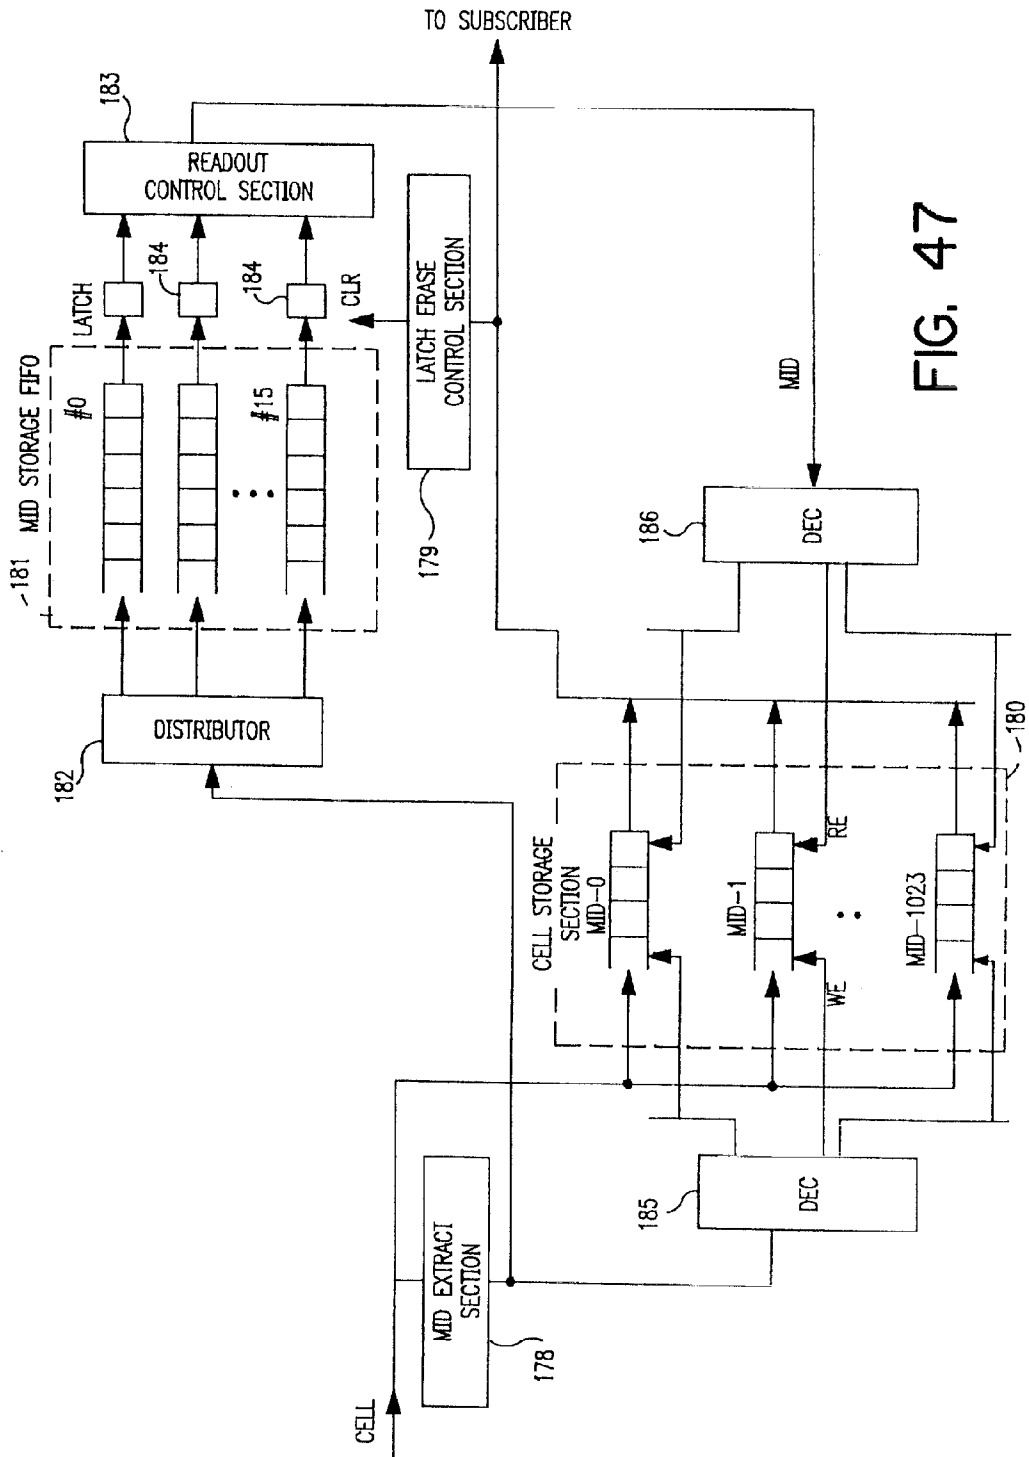 TO SUBSCRIBER
183
READOUT
CONTROL SECTION
184
184
LATCH
CLR
LATCH ERASE
CONTROL SECTION
179
MID STORAGE FIFO
181
#0
#15
DISTRIBUTOR
182
MID
186
DEC
180
CELL STORAGE
SECTION
MID-0
MID-1
MID-1023
RE
WE
185
DEC
MID EXTRACT
SECTION
178
CELL
FIG. 47